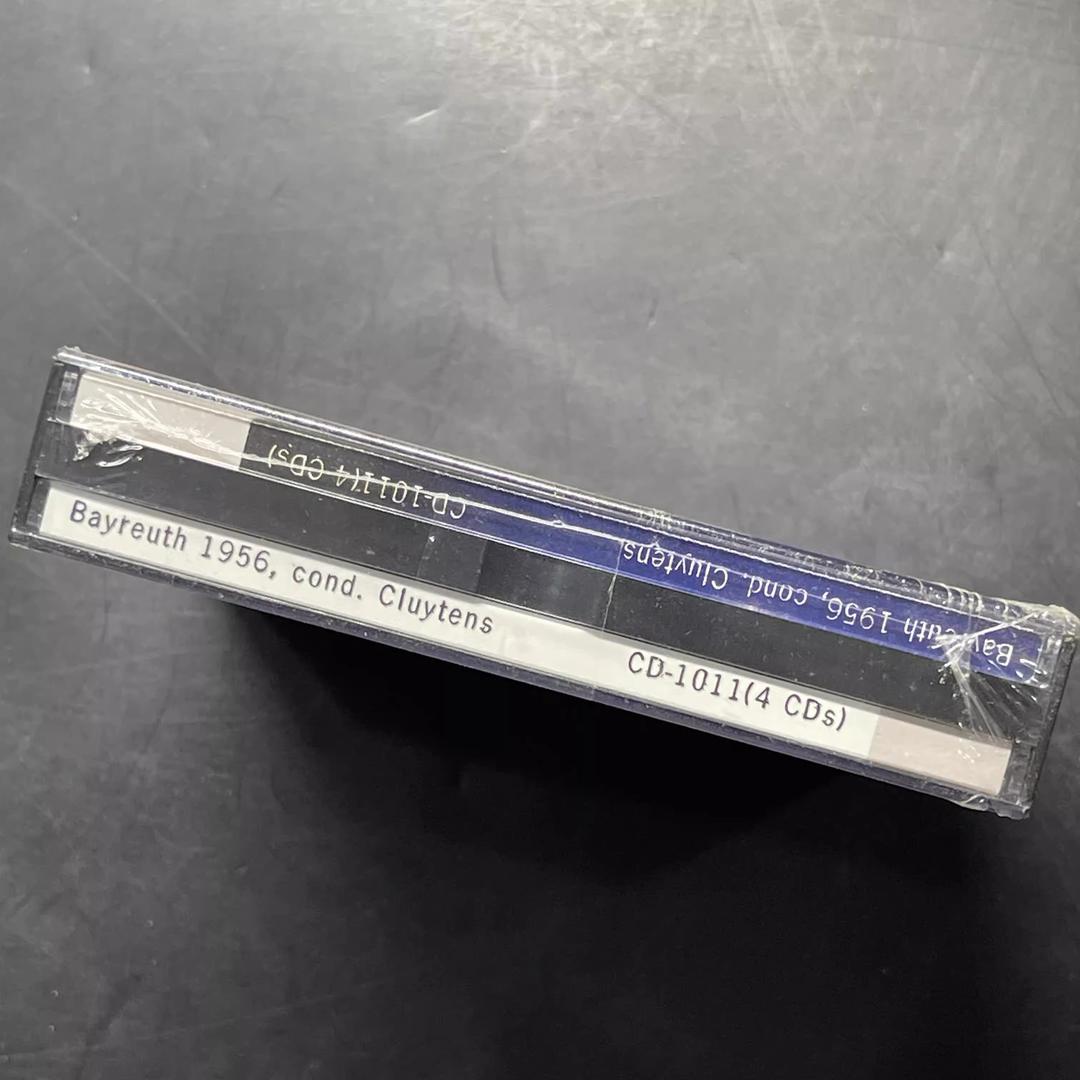 Bayreuth 1956, cond. Cluytens CD-1011(4 CDs)
- Bayreuth 1956, cond. Cluytens CD-1011(4 CDs)